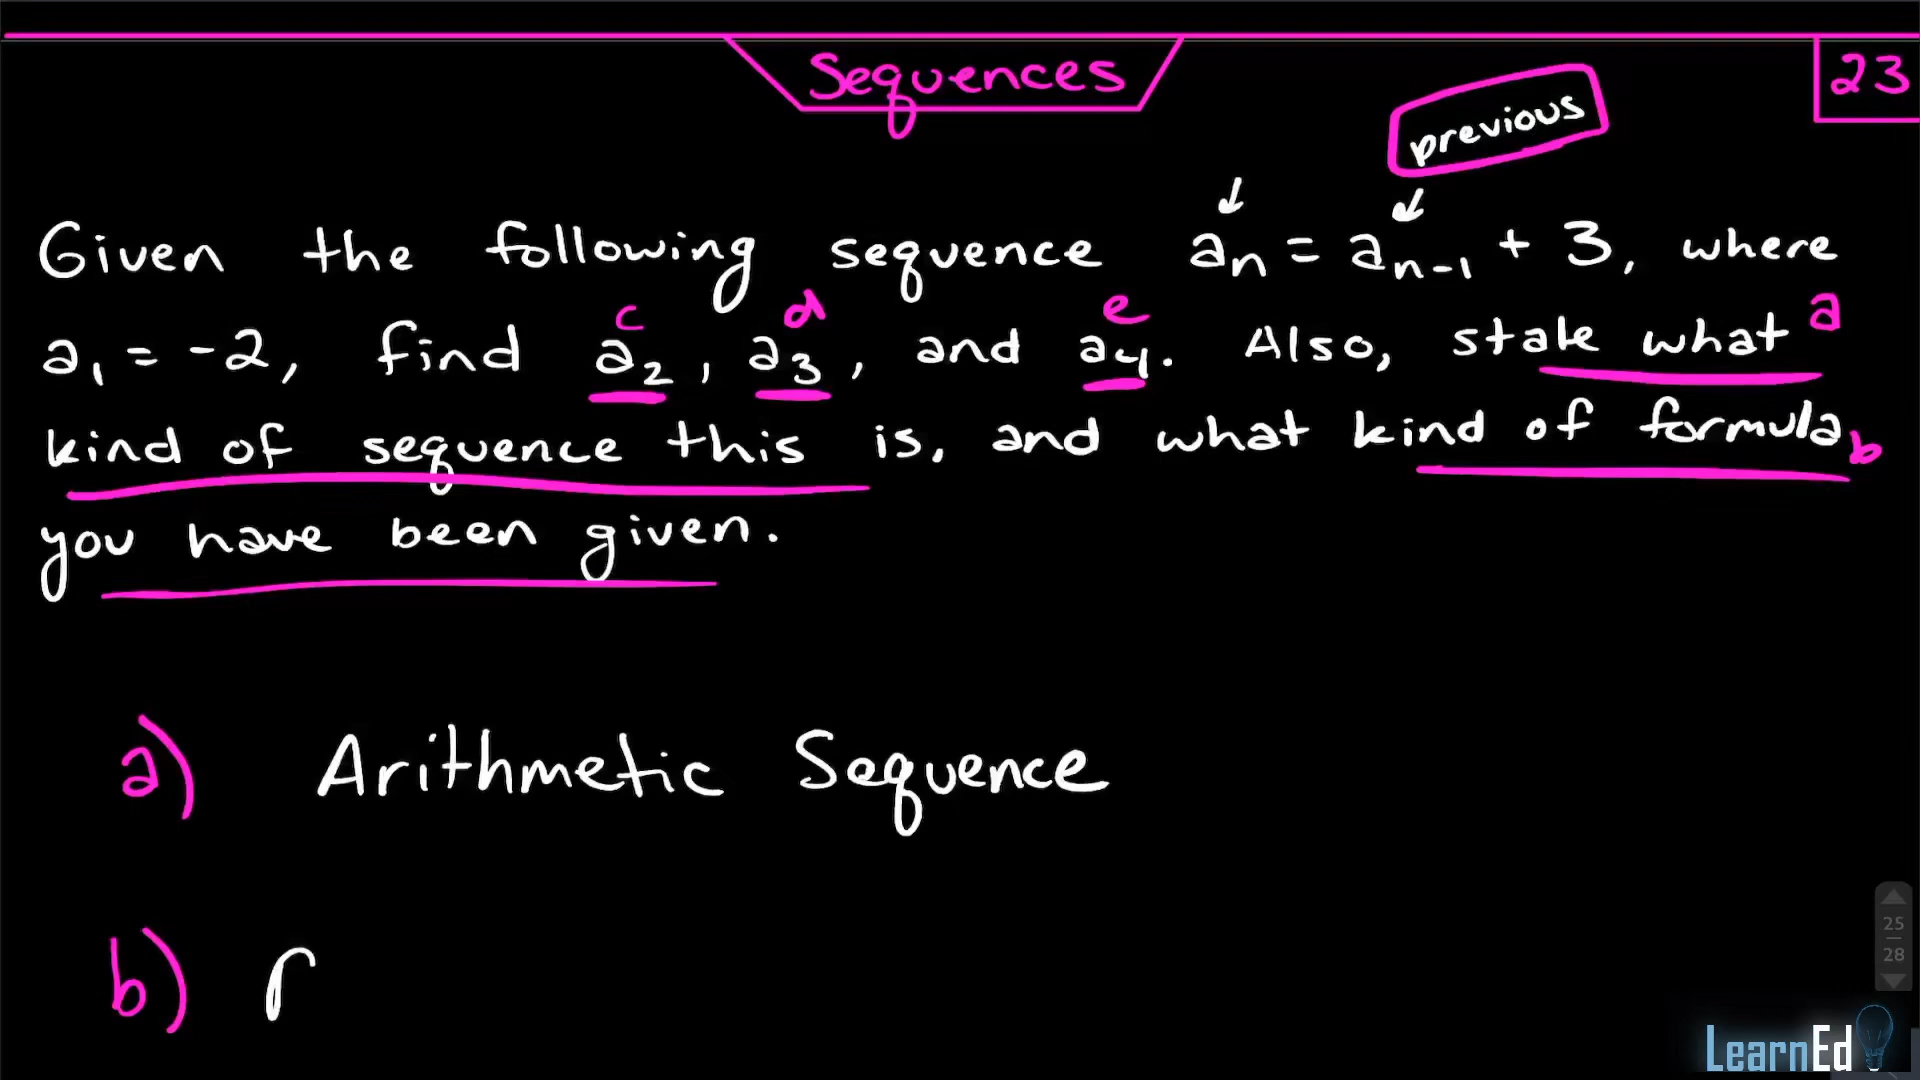 Sequences
23
previous
Given the following sequence aₙ = aₙ₋₁ + 3, where
c d e a
a₁ = -2, find a₂, a₃, and a₄. Also, state what
kind of sequence this is, and what kind of formula b
you have been given.
a) Arithmetic Sequence
b) r
25
28
LearnEd